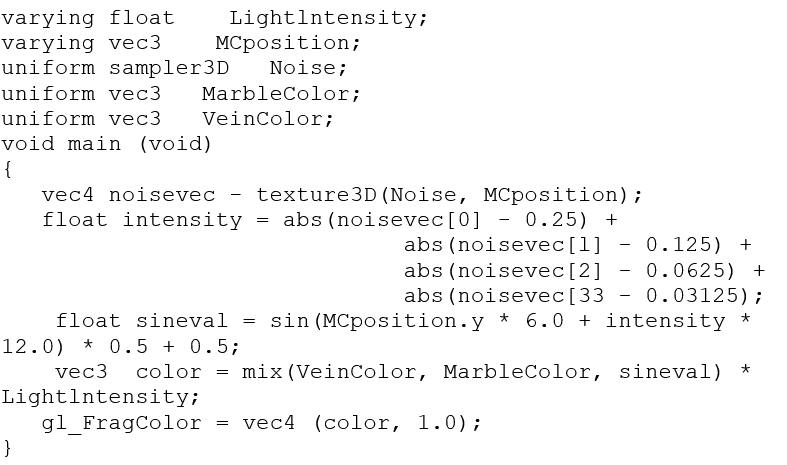 varying float    Lightlntensity;
varying vec3    MCposition;
uniform sampler3D   Noise;
uniform vec3   MarbleColor;
uniform vec3   VeinColor;
void main (void)
{
   vec4 noisevec - texture3D(Noise, MCposition);
   float intensity = abs(noisevec[0] - 0.25) +
                              abs(noisevec[l] - 0.125) +
                              abs(noisevec[2] - 0.0625) +
                              abs(noisevec[33 - 0.03125);
    float sineval = sin(MCposition.y * 6.0 + intensity *
12.0) * 0.5 + 0.5;
    vec3  color = mix(VeinColor, MarbleColor, sineval) *
Lightlntensity;
   gl_FragColor = vec4 (color, 1.0);
}